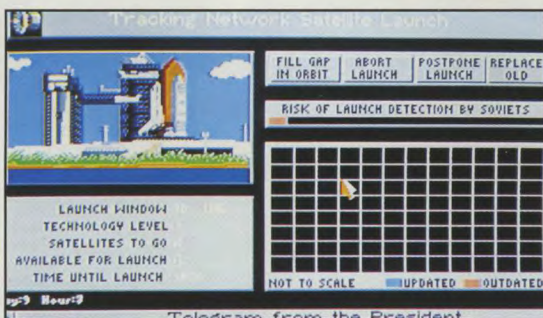 Tracking Network Satellite Launch
FILL GAP IN ORBIT
ABORT LAUNCH
POSTPONE LAUNCH
REPLACE OLD
RISK OF LAUNCH DETECTION BY SOVIETS
LAUNCH WINDOW
TECHNOLOGY LEVEL
SATELLITES TO GO
AVAILABLE FOR LAUNCH
TIME UNTIL LAUNCH
NOT TO SCALE UPDATED OUTDATED
Telegram from the President